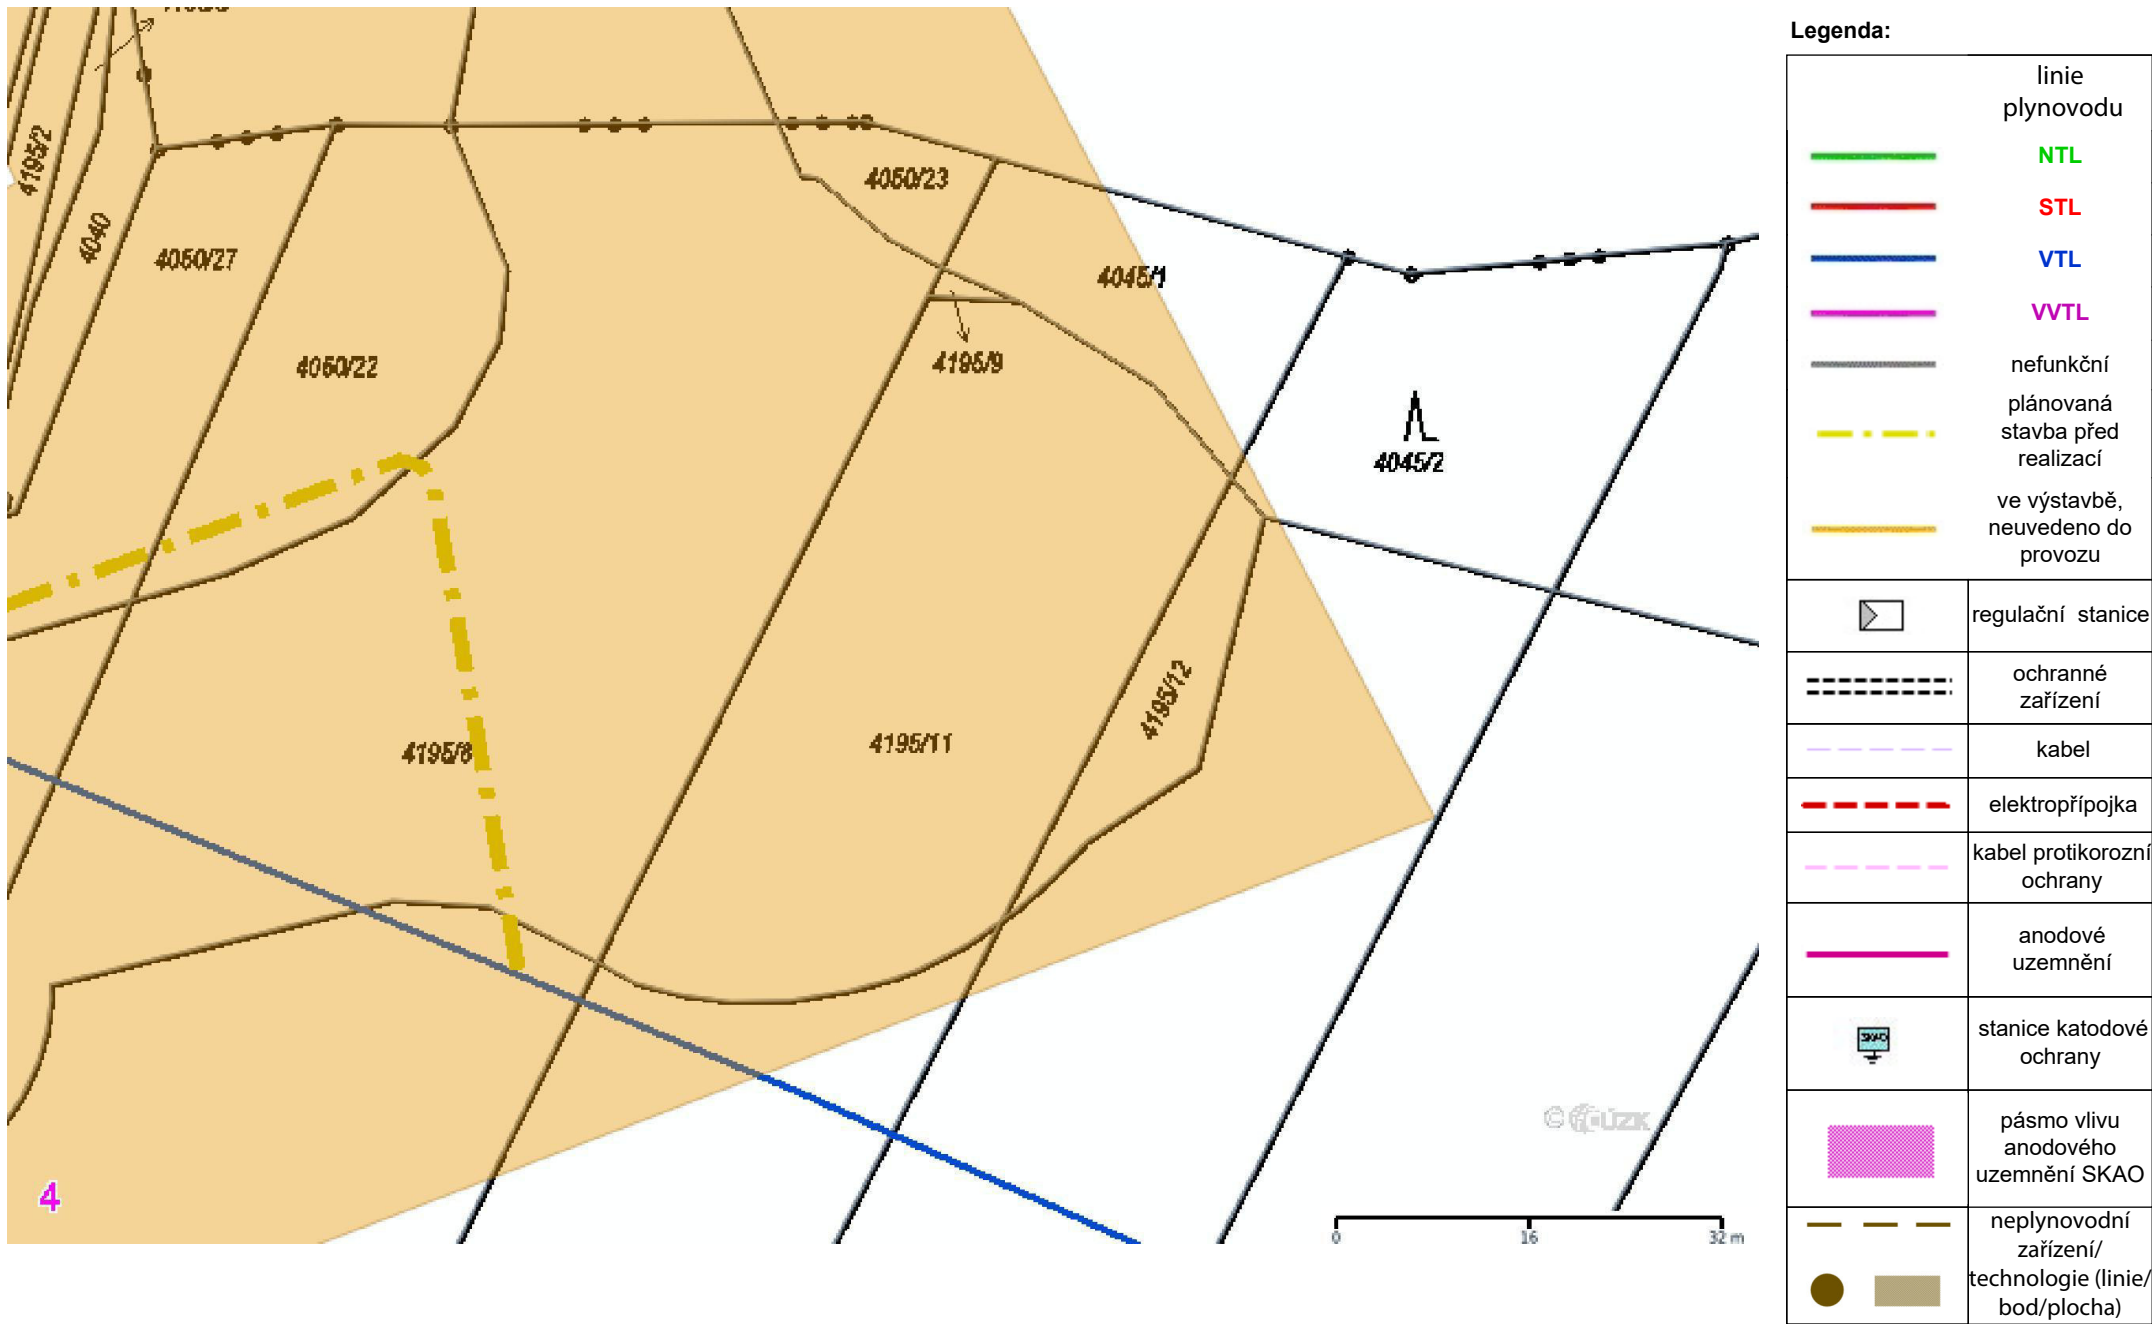 4195/2
4040
4050/27
4050/22
4050/23
4045/1
4195/9
4045/2
4195/12
4195/11
4195/8
4
0 16 32 m
Legenda:
linie
plynovodu
NTL
STL
VTL
VVTL
nefunkční
plánovaná
stavba před
realizací
ve výstavbě,
neuvedeno do
provozu
regulační stanice
ochranné
zařízení
kabel
elektropřípojka
kabel protikorozní
ochrany
anodové
uzemnění
SKAO
stanice katodové
ochrany
pásmo vlivu
anodového
uzemnění SKAO
neplynovodní
zařízení/
technologie (linie/
bod/plocha)